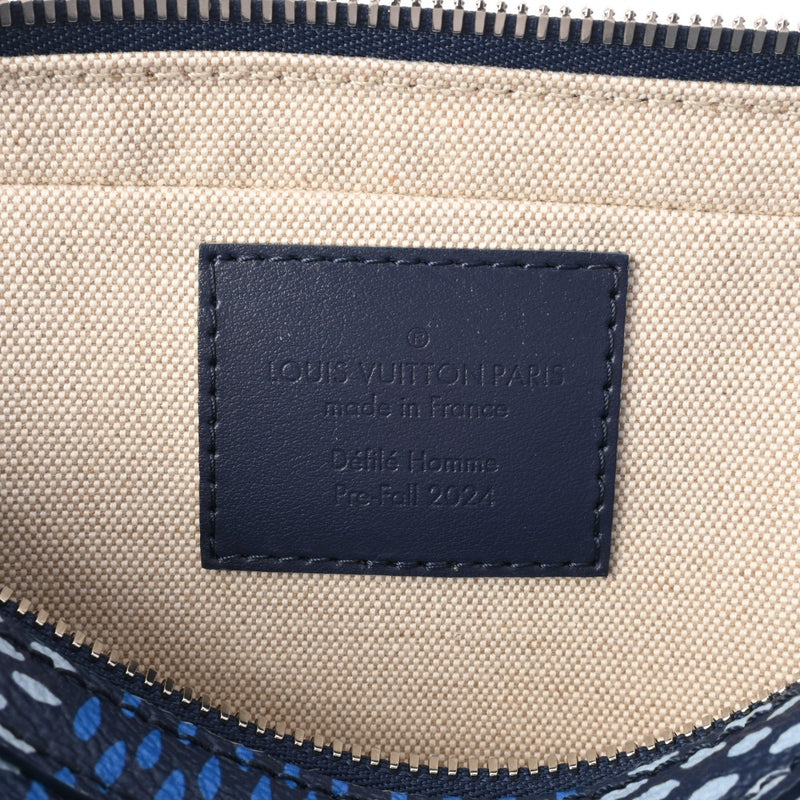 ®
LOUIS VUITTON PARIS
made in France
Défilé Homme
Pre-Fall 2024